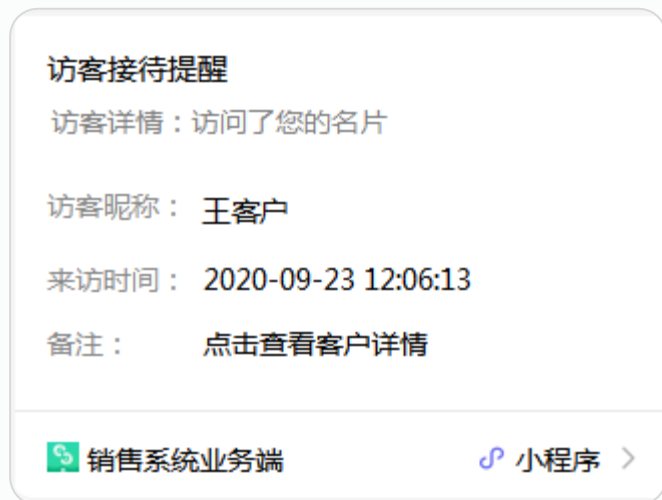 访客接待提醒
访客详情：访问了您的名片
访客昵称： 王客户
来访时间： 2020-09-23 12:06:13
备注： 点击查看客户详情
销售系统业务端 小程序